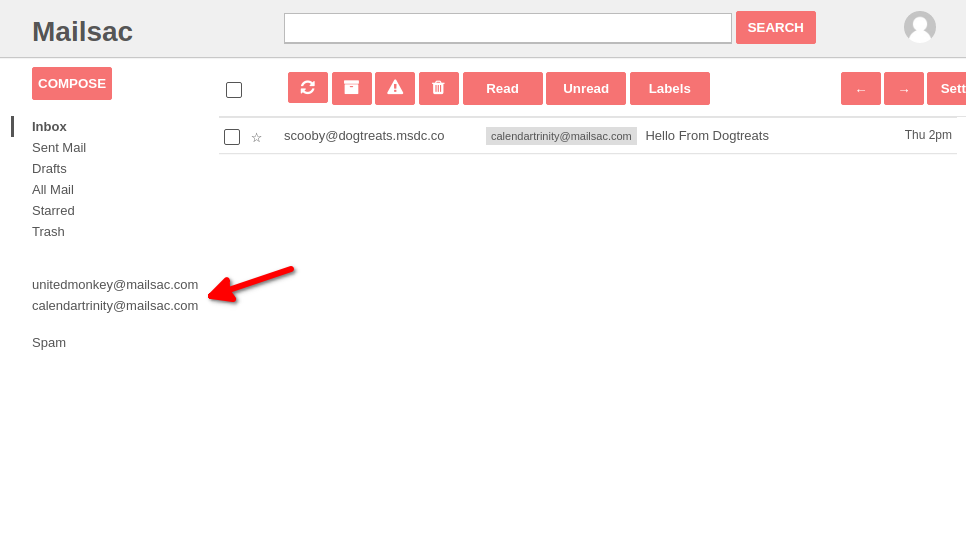 Mailsac
SEARCH
COMPOSE
Read Unread Labels ← → Sett
Inbox
Sent Mail
Drafts
All Mail
Starred
Trash
unitedmonkey@mailsac.com
calendartrinity@mailsac.com
Spam
☆ scooby@dogtreats.msdc.co calendartrinity@mailsac.com Hello From Dogtreats Thu 2pm